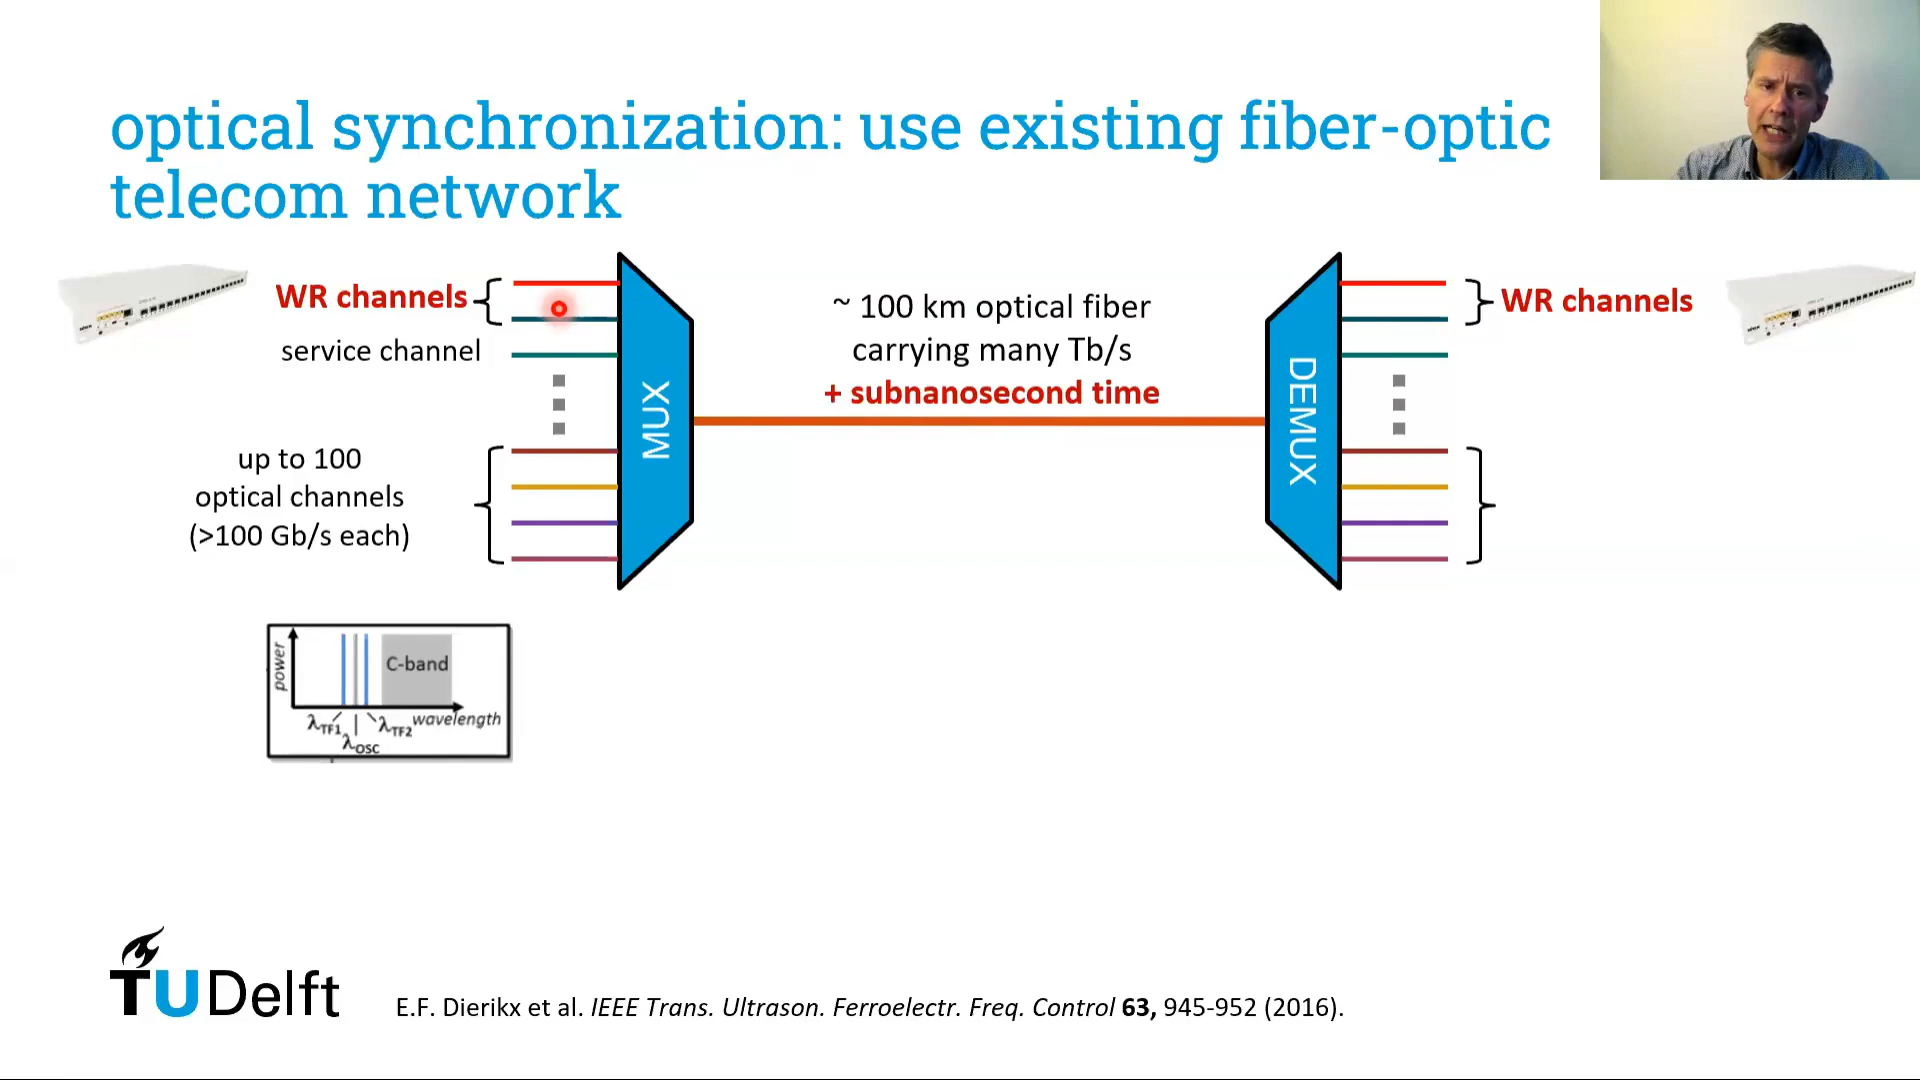 optical synchronization: use existing fiber-optic
telecom network
WR channels
service channel
up to 100
optical channels
(>100 Gb/s each)
MUX
~ 100 km optical fiber
carrying many Tb/s
+ subnanosecond time
DEMUX
WR channels
power
C-band
wavelength
λTF1
λTF2
λOSC
TUDelft
E.F. Dierikx et al. IEEE Trans. Ultrason. Ferroelectr. Freq. Control 63, 945-952 (2016).